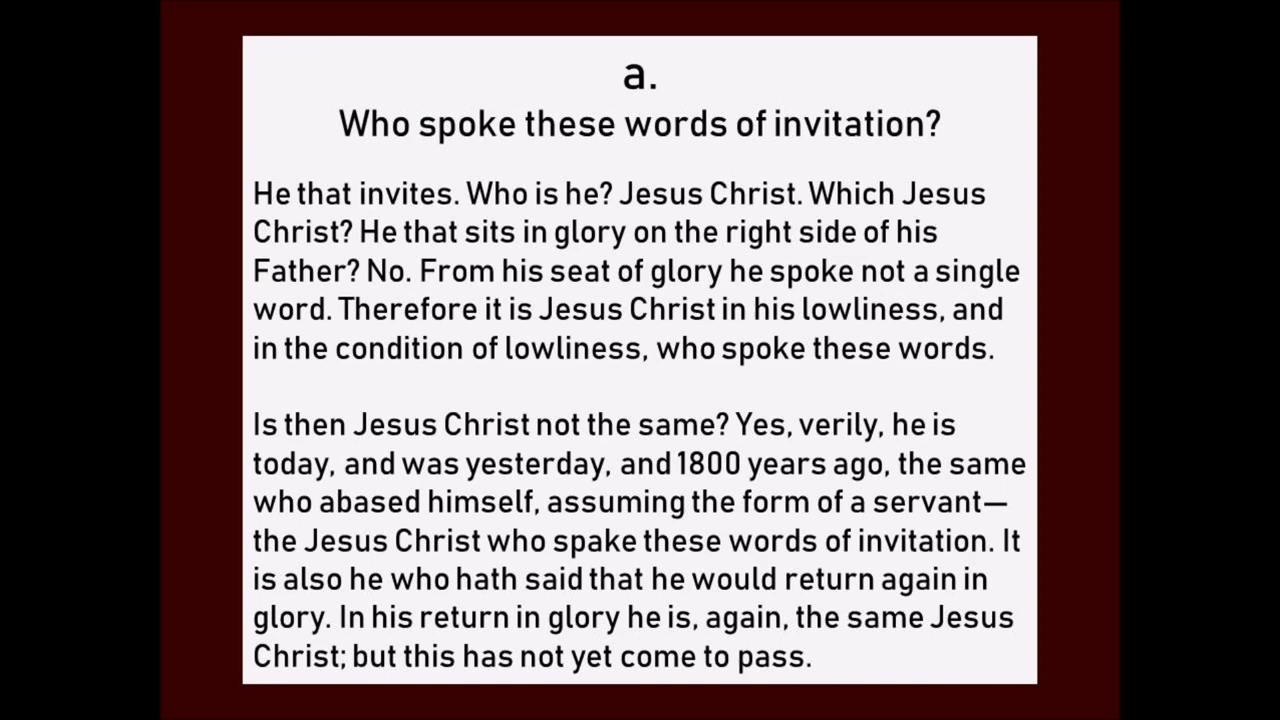 a.
Who spoke these words of invitation?
He that invites. Who is he? Jesus Christ. Which Jesus
Christ? He that sits in glory on the right side of his
Father? No. From his seat of glory he spoke not a single
word. Therefore it is Jesus Christ in his lowliness, and
in the condition of lowliness, who spoke these words.
Is then Jesus Christ not the same? Yes, verily, he is
today, and was yesterday, and 1800 years ago, the same
who abased himself, assuming the form of a servant—
the Jesus Christ who spake these words of invitation. It
is also he who hath said that he would return again in
glory. In his return in glory he is, again, the same Jesus
Christ; but this has not yet come to pass.